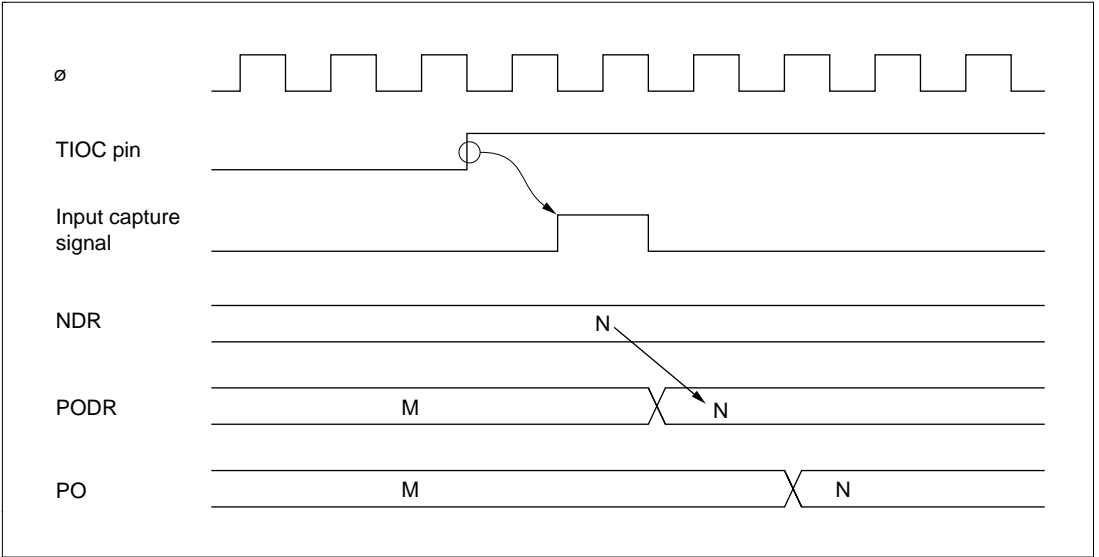 ø
TIOC pin
Input capture
signal
NDR
N
PODR
M
N
PO
M
N